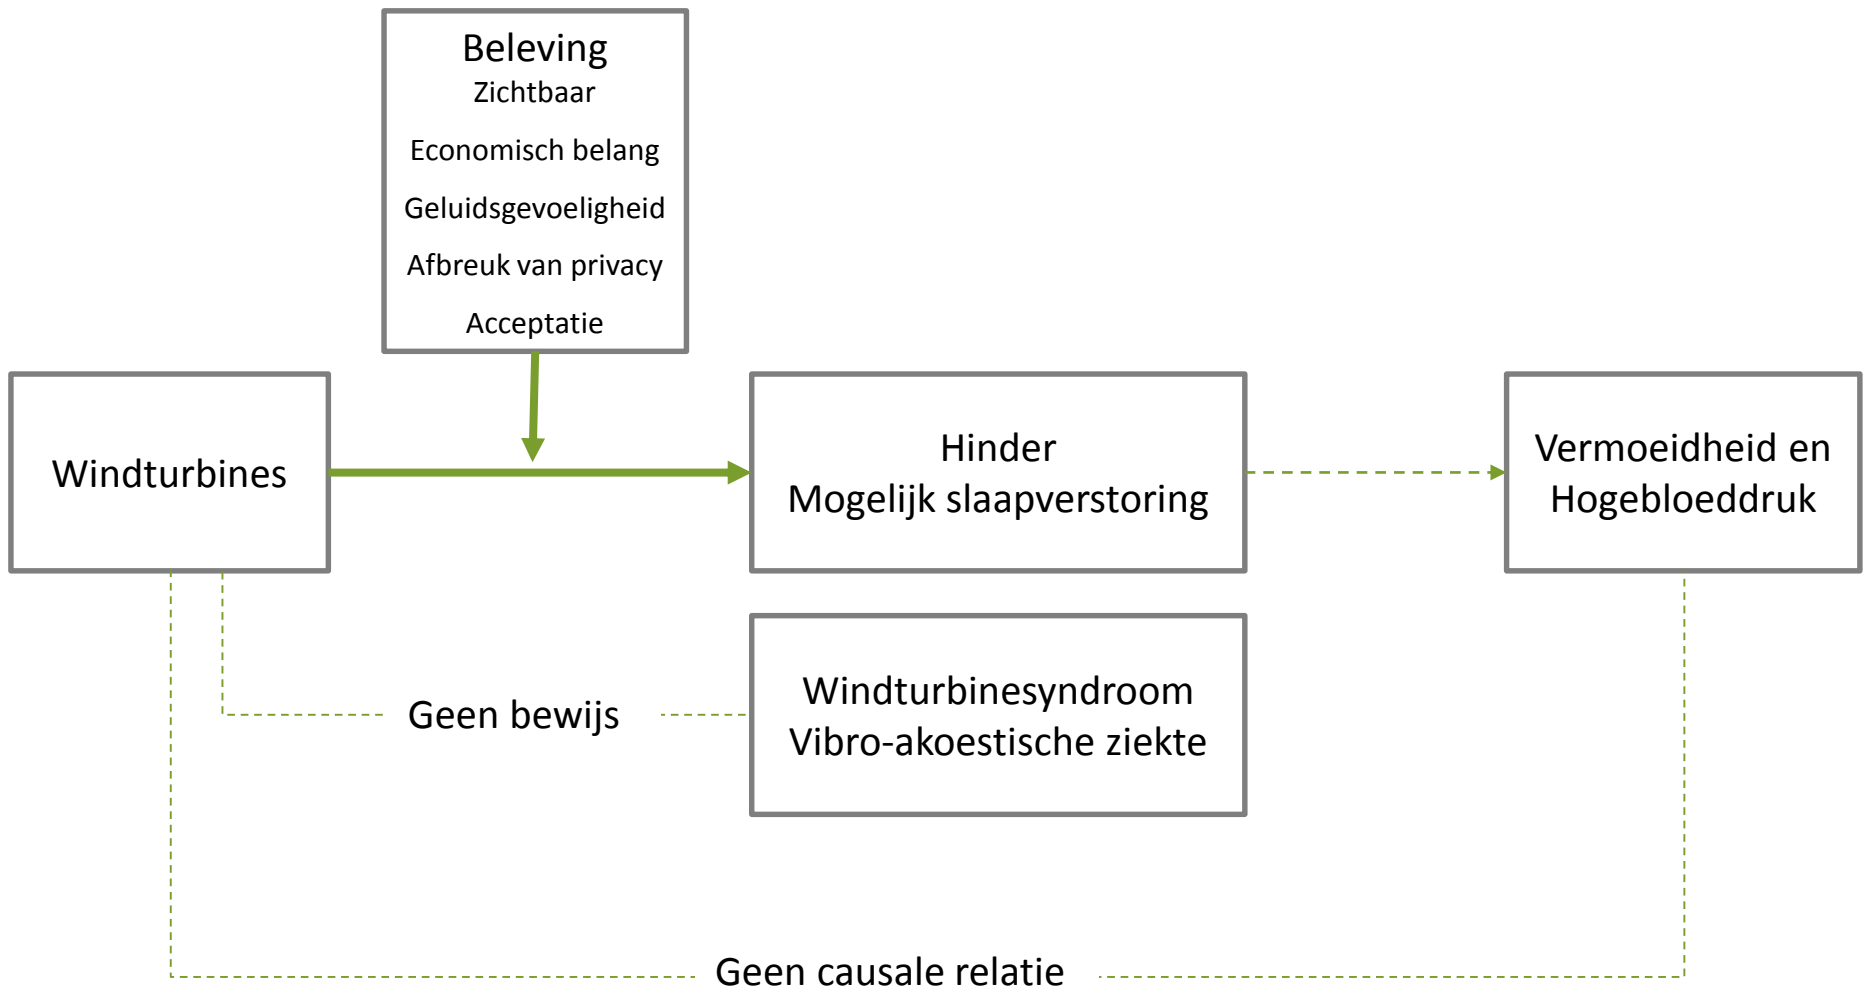 Beleving
Zichtbaar
Economisch belang
Geluidsgevoeligheid
Afbreuk van privacy
Acceptatie
Windturbines
Hinder
Mogelijk slaapverstoring
Vermoeidheid en
Hogebloeddruk
Geen bewijs
Windturbinesyndroom
Vibro-akoestische ziekte
Geen causale relatie